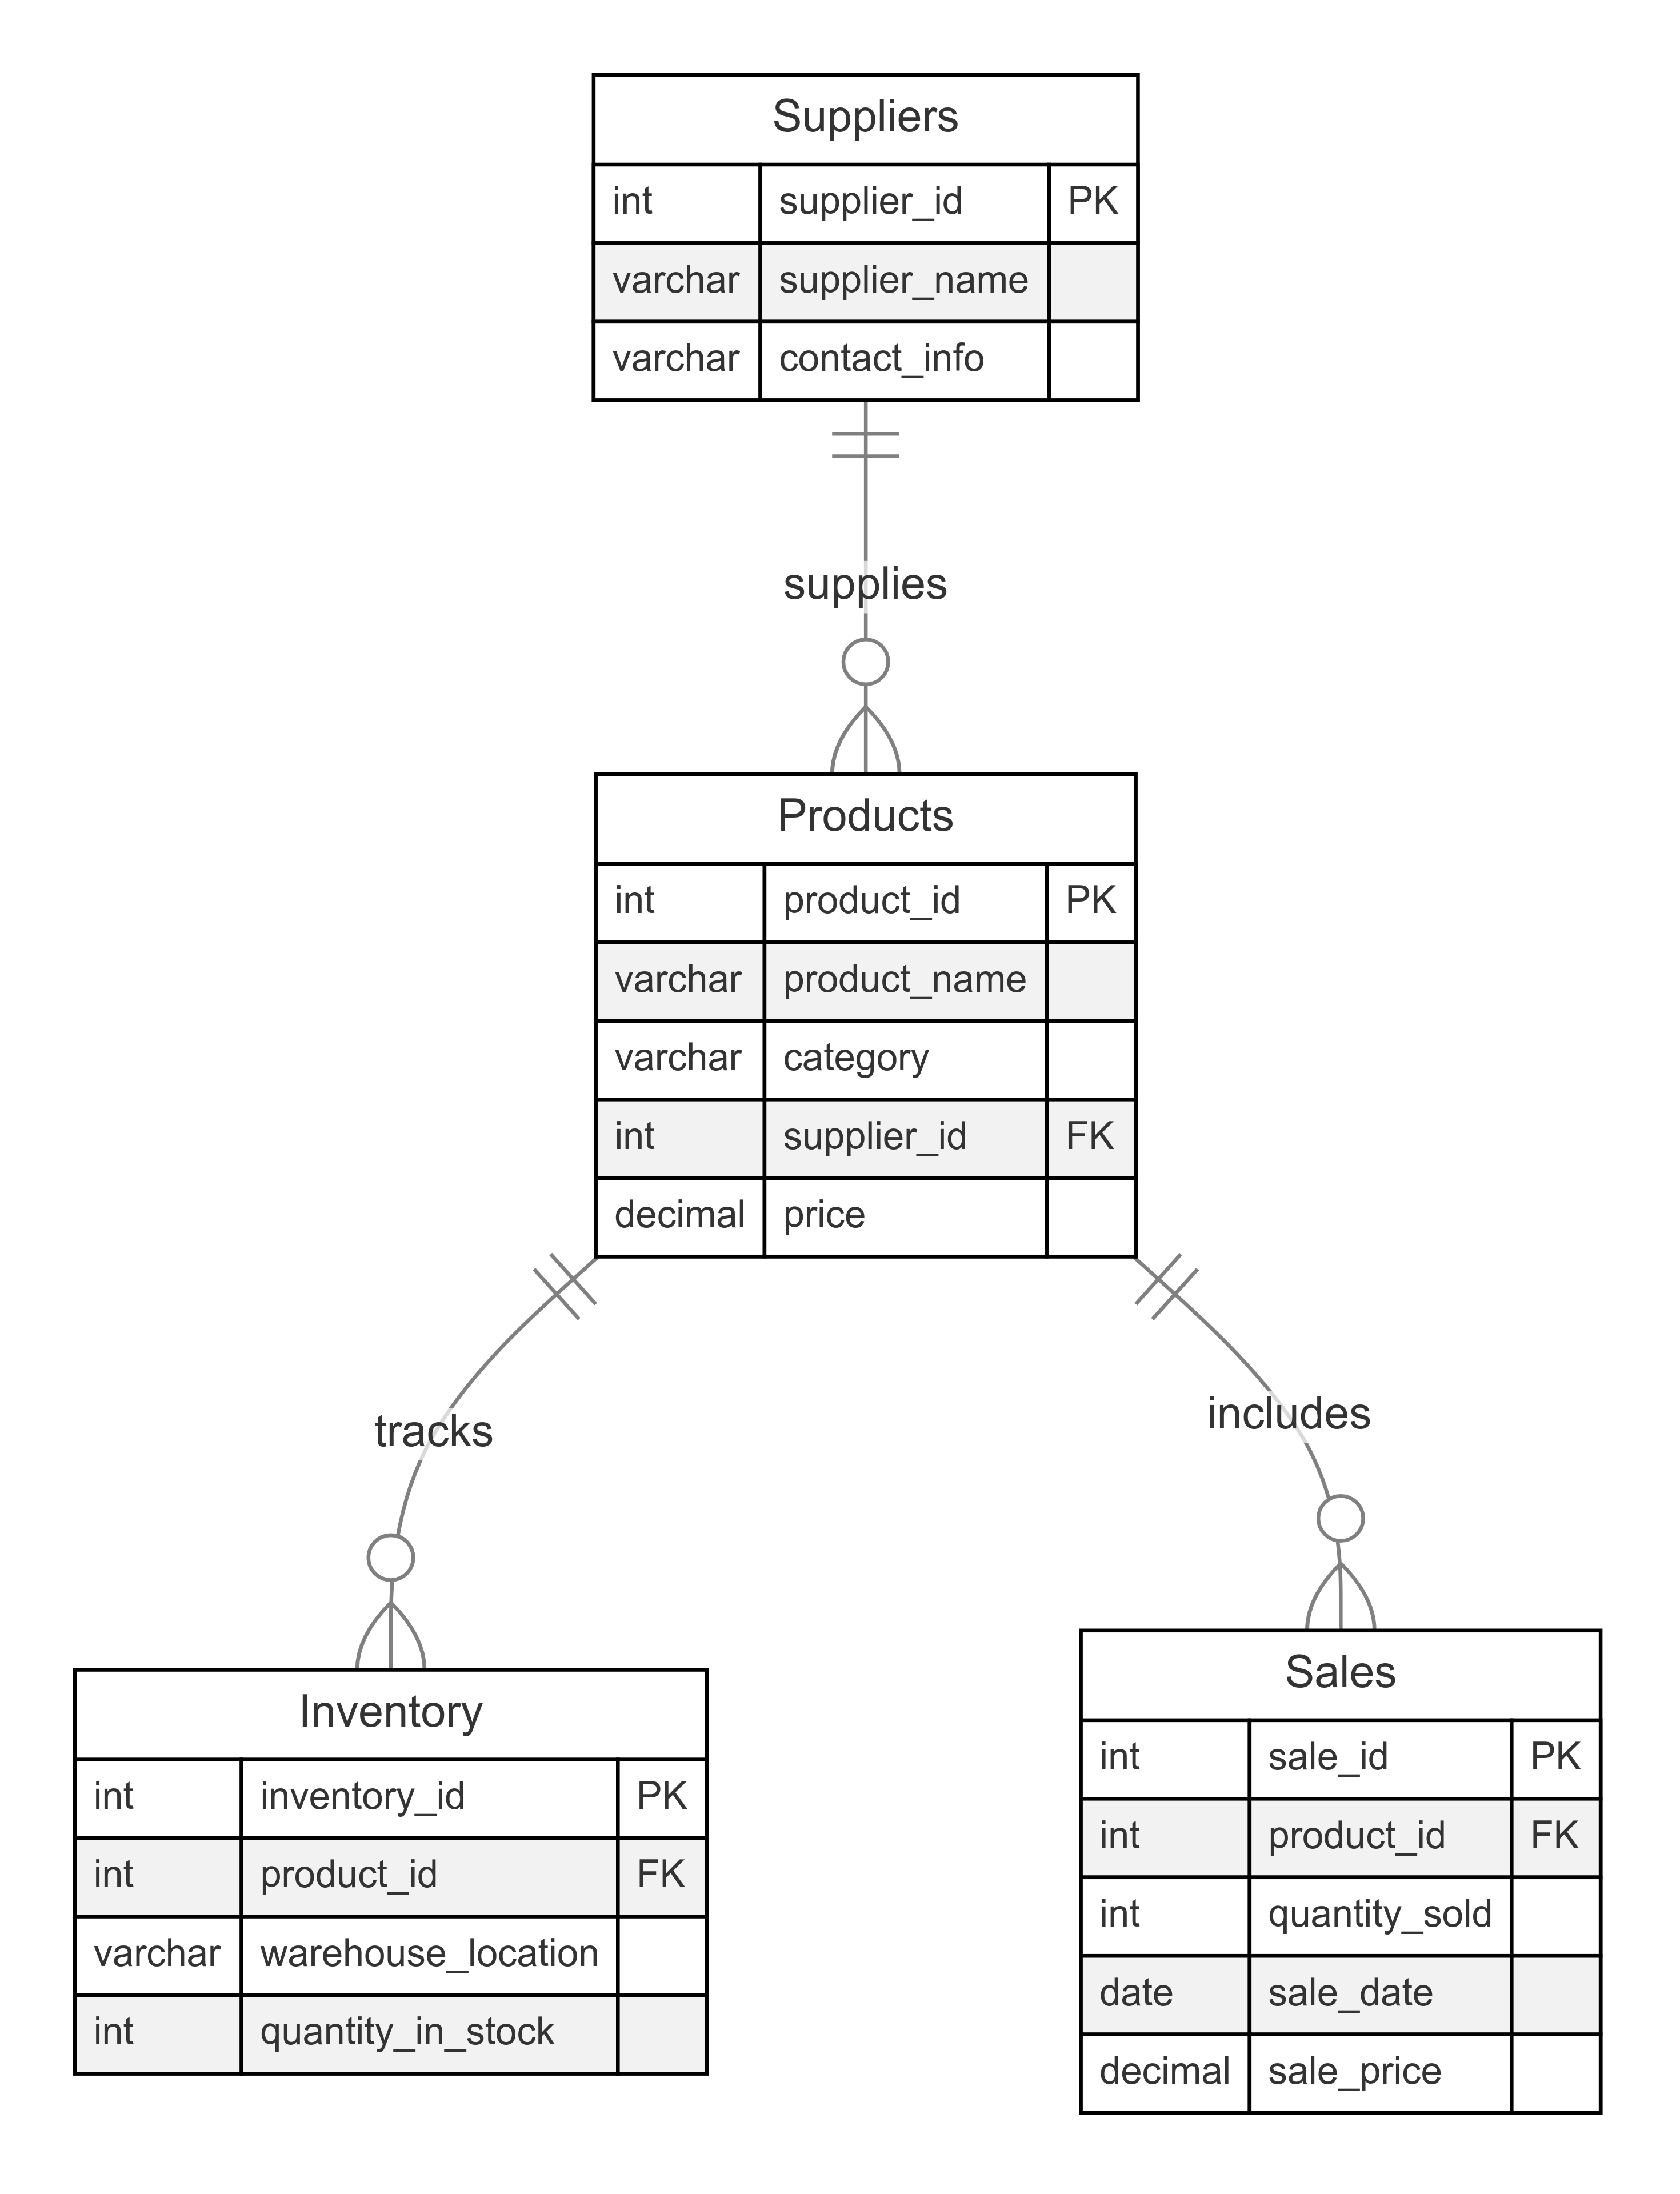 Suppliers
int supplier_id PK
varchar supplier_name
varchar contact_info
supplies
Products
int product_id PK
varchar product_name
varchar category
int supplier_id FK
decimal price
tracks
includes
Inventory
int inventory_id PK
int product_id FK
varchar warehouse_location
int quantity_in_stock
Sales
int sale_id PK
int product_id FK
int quantity_sold
date sale_date
decimal sale_price